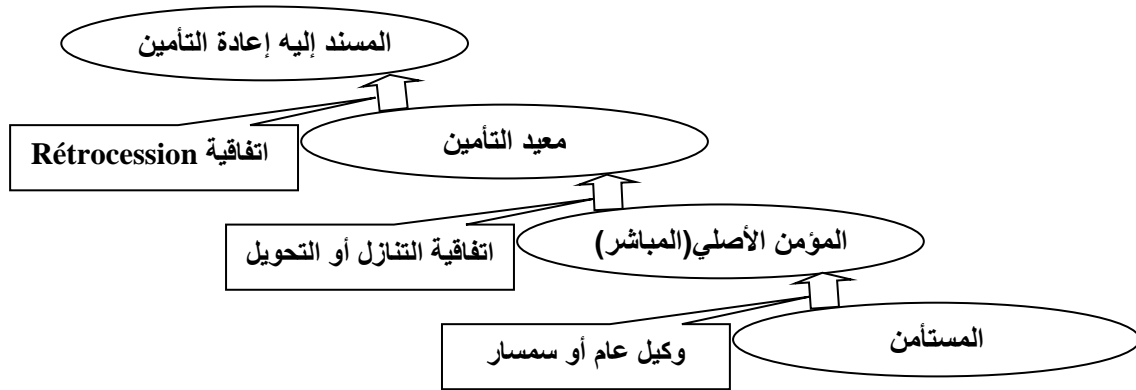 المسند إليه إعادة التأمين
اتفاقية Rétrocession
معيد التأمين
اتفاقية التنازل أو التحويل
المؤمن الأصلي(المباشر)
وكيل عام أو سمسار
المستأمن